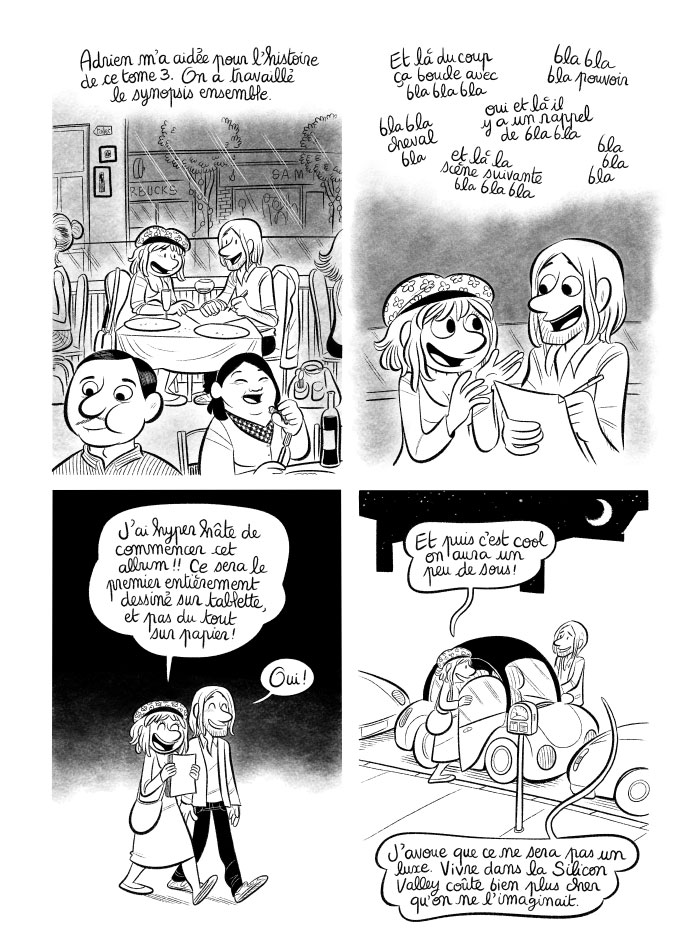 Adrien m'a aidée pour l'histoire
de ce tome 3. On a travaillé
le synopsis ensemble.
RBUCKS
SAM
Et là du coup
ça boucle avec
bla bla bla
bla bla
bla pouvoir
bla bla
cheval
bla
oui et là il
y a un rappel
de bla bla
et là la
scène suivante
bla bla bla
bla
bla
bla
J'ai hyper hâte de
commencer cet
album !! Ce sera le
premier entièrement
dessiné sur tablette,
et pas du tout
sur papier !
Oui !
Et puis c'est cool
on aura un
peu de sous !
J'avoue que ce ne sera pas un
luxe. Vivre dans la Silicon
Valley coûte bien plus cher
qu'on ne l'imaginait.